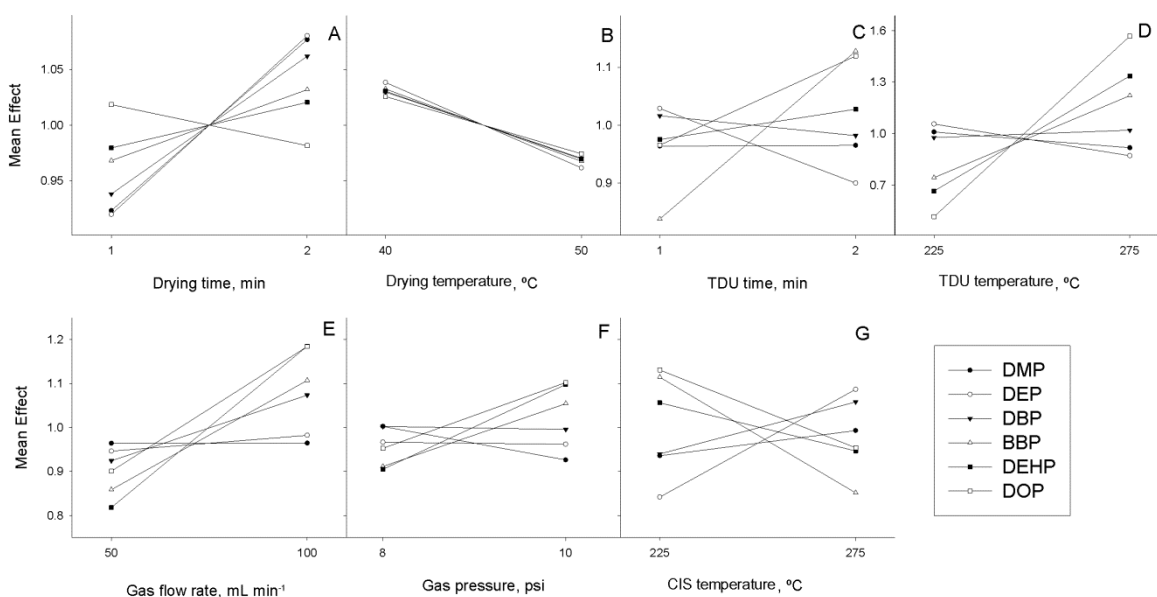 A
B
C
D
Mean Effect
1.05
1.00
0.95
1.1
1.0
0.9
1.6
1.3
1.0
0.7
1 2
40 50
1 2
225 275
Drying time, min
Drying temperature, ºC
TDU time, min
TDU temperature, ºC
E
F
G
Mean Effect
1.2
1.1
1.0
0.9
0.8
50 100
8 10
225 275
Gas flow rate, mL min⁻¹
Gas pressure, psi
CIS temperature, ºC
DMP
DEP
DBP
BBP
DEHP
DOP